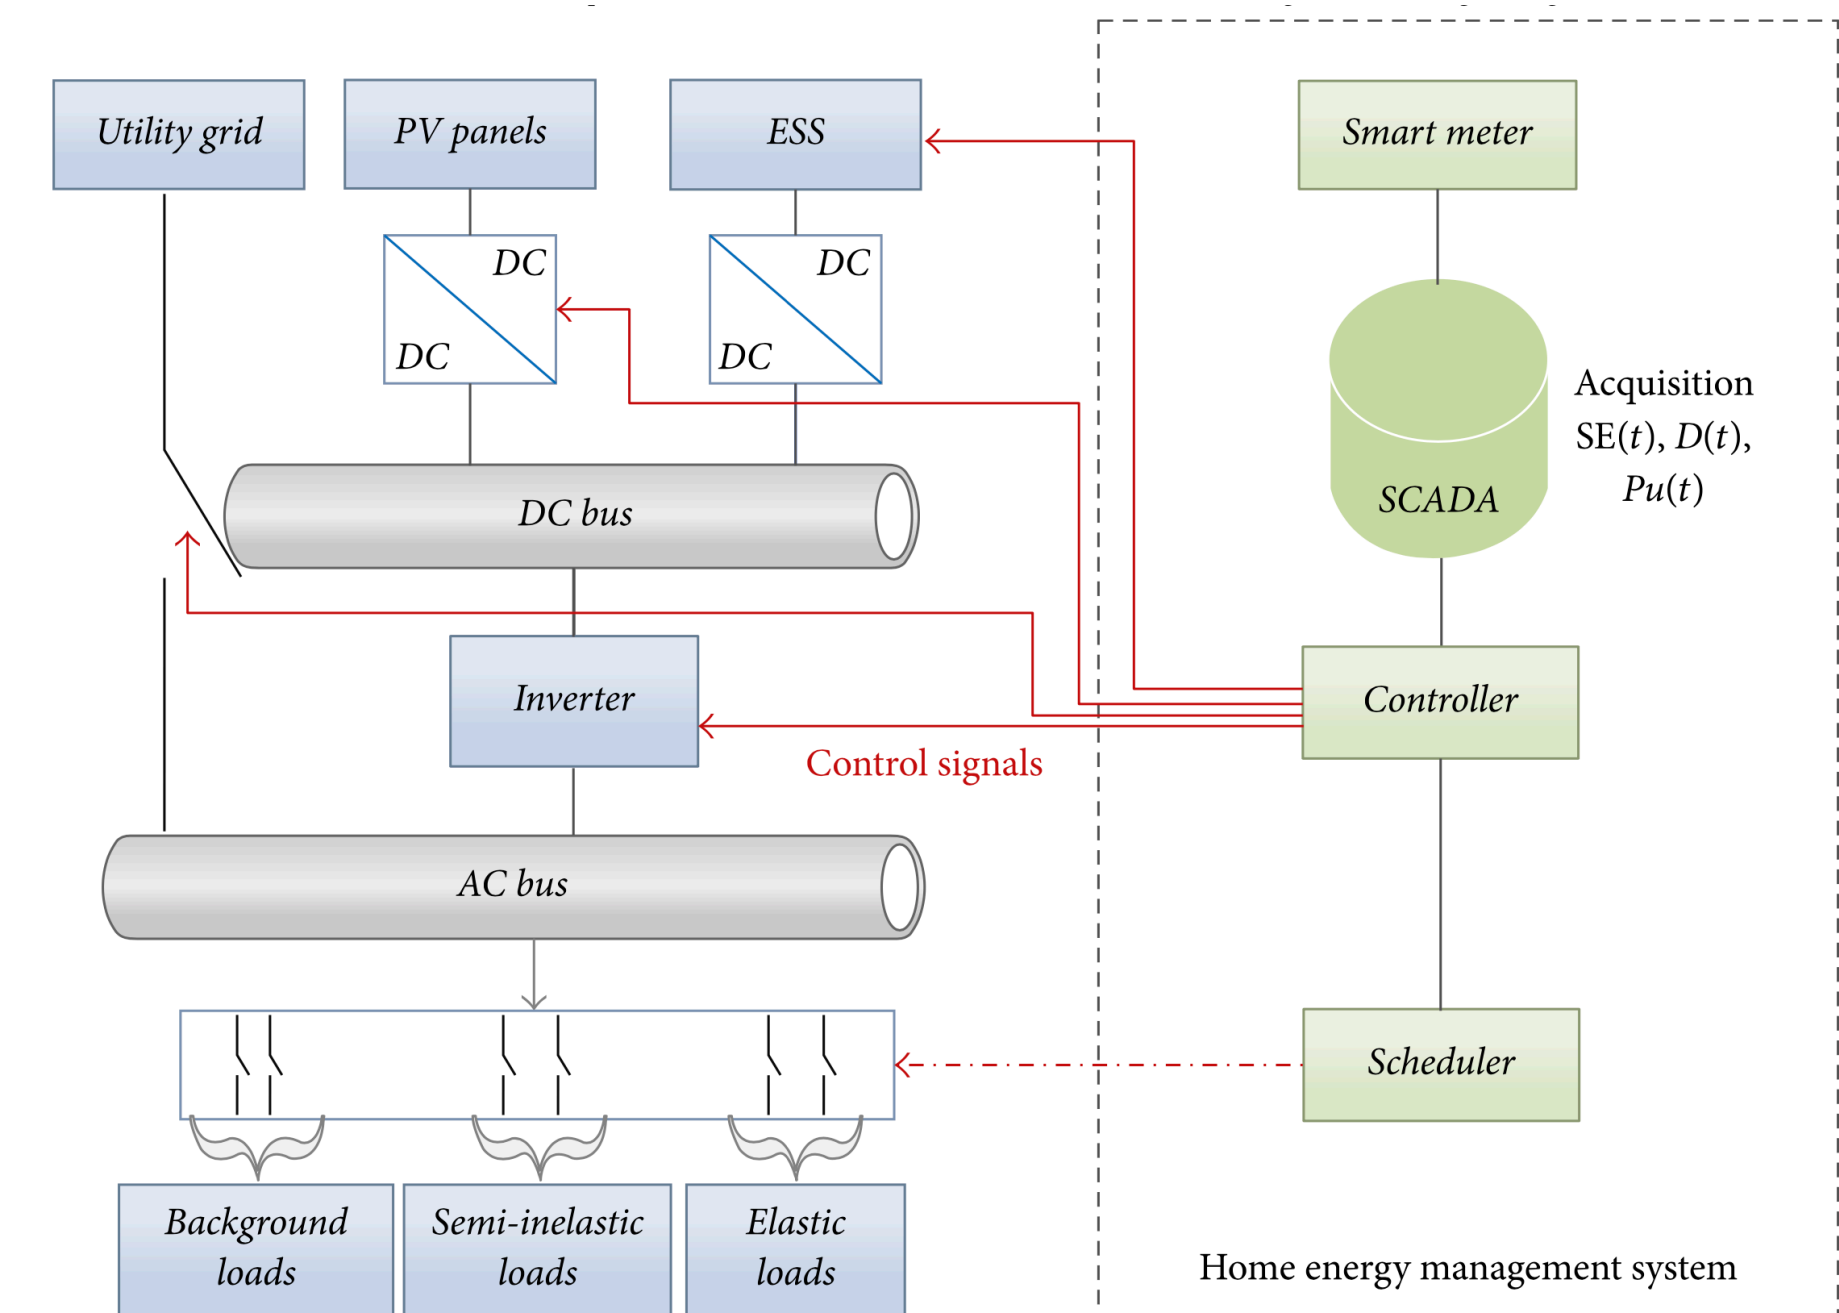 Utility grid
PV panels
ESS
Smart meter
DC
DC
DC
DC
Acquisition
SE(t), D(t),
Pu(t)
SCADA
DC bus
Inverter
Controller
Control signals
AC bus
Scheduler
Background
loads
Semi-inelastic
loads
Elastic
loads
Home energy management system